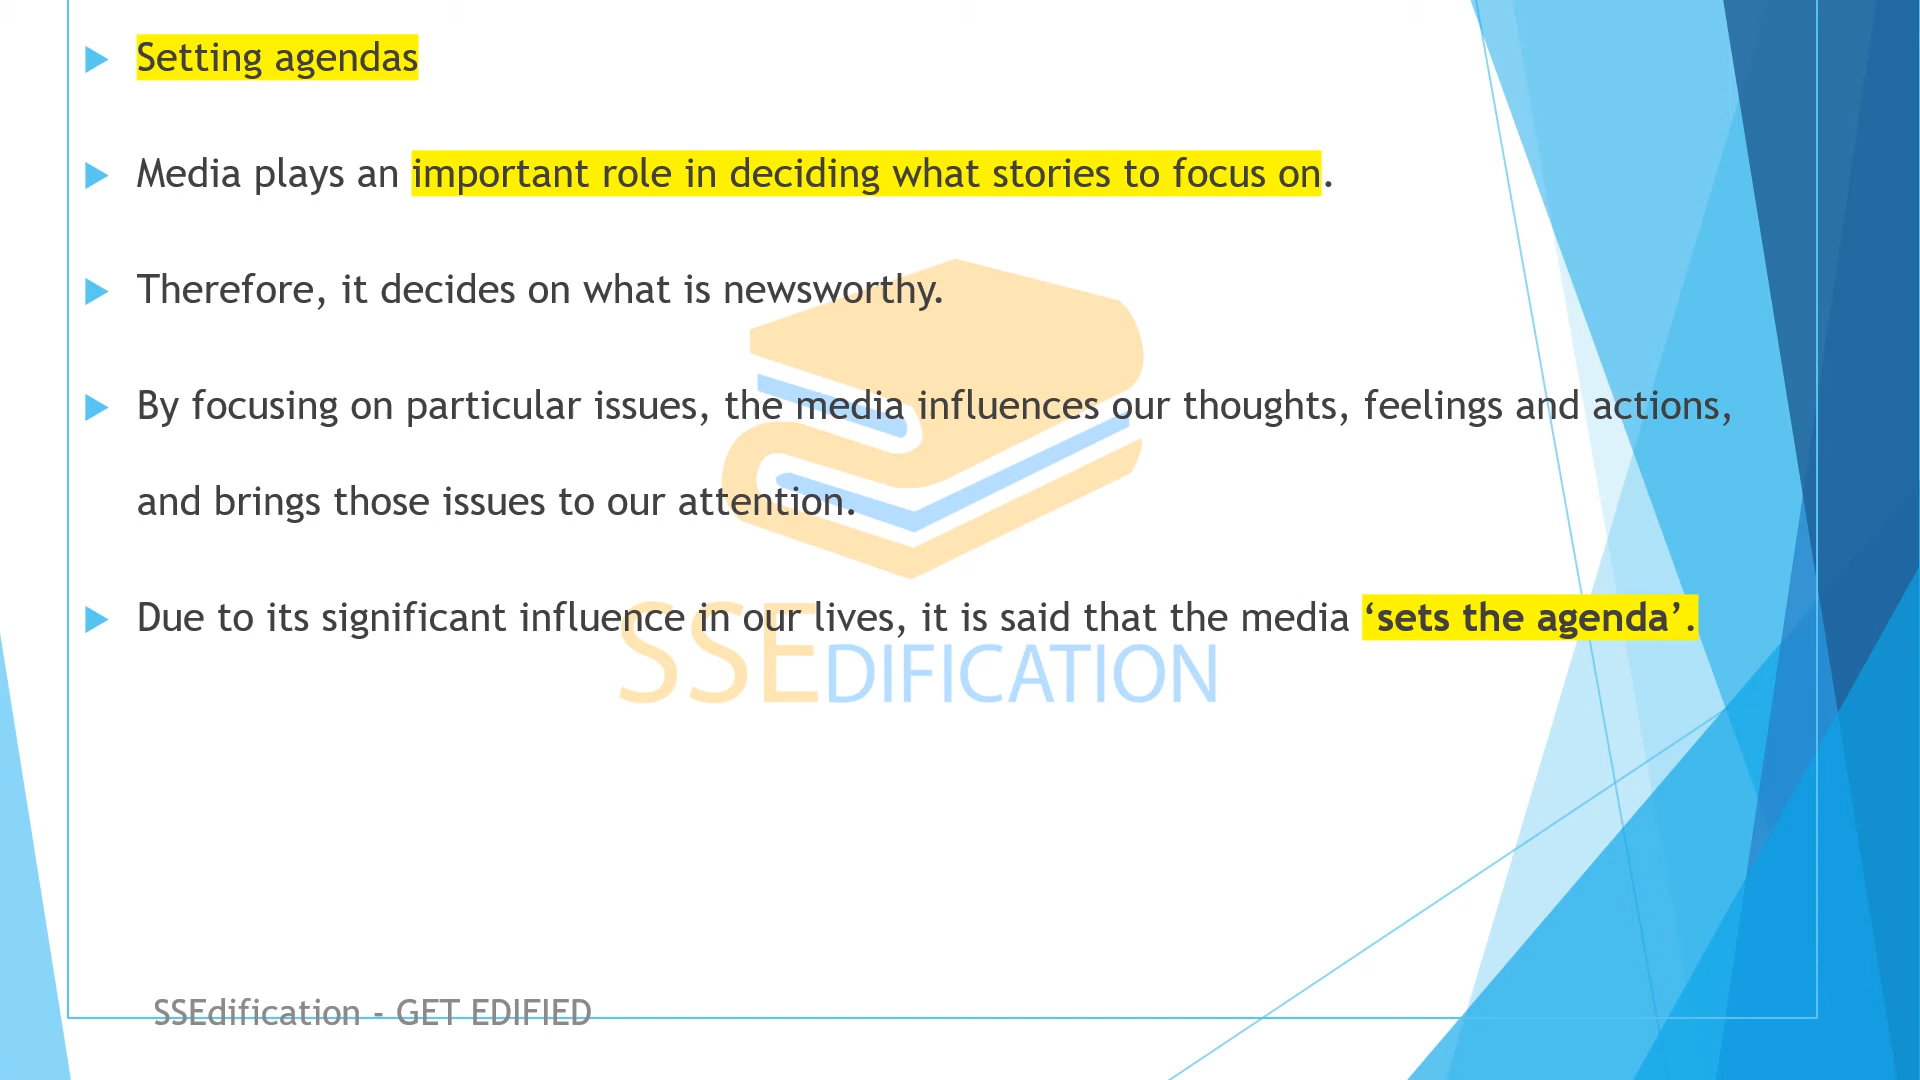 Setting agendas
Media plays an important role in deciding what stories to focus on.
Therefore, it decides on what is newsworthy.
By focusing on particular issues, the media influences our thoughts, feelings and actions,
and brings those issues to our attention.
Due to its significant influence in our lives, it is said that the media ‘sets the agenda’.
SSEDIFICATION
SSEdification - GET EDIFIED